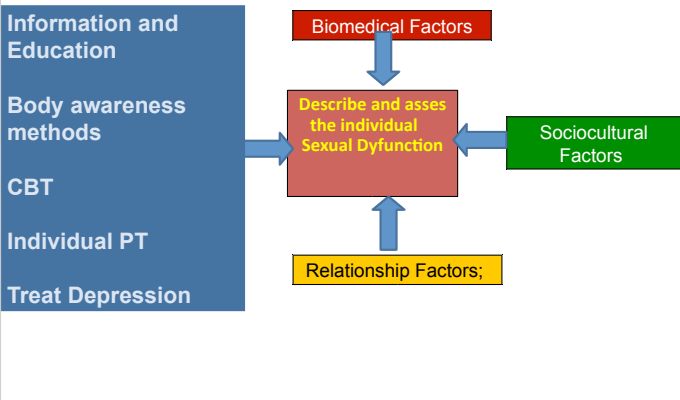 Information and
Education
Body awareness
methods
CBT
Individual PT
Treat Depression
Biomedical Factors
Describe and asses
the individual
Sexual Dyfunction
Sociocultural
Factors
Relationship Factors;